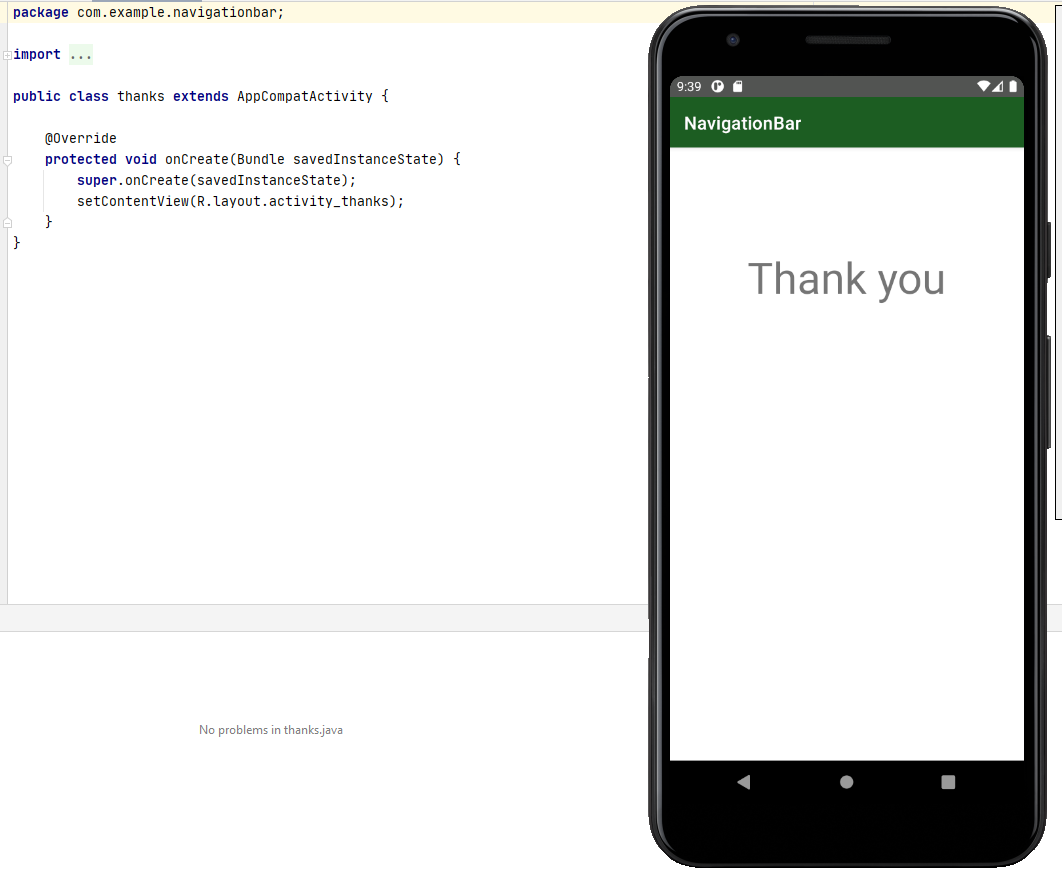 package com.example.navigationbar;
import ...
public class thanks extends AppCompatActivity {
@Override
protected void onCreate(Bundle savedInstanceState) {
super.onCreate(savedInstanceState);
setContentView(R.layout.activity_thanks);
}
}
No problems in thanks.java
9:39
NavigationBar
Thank you